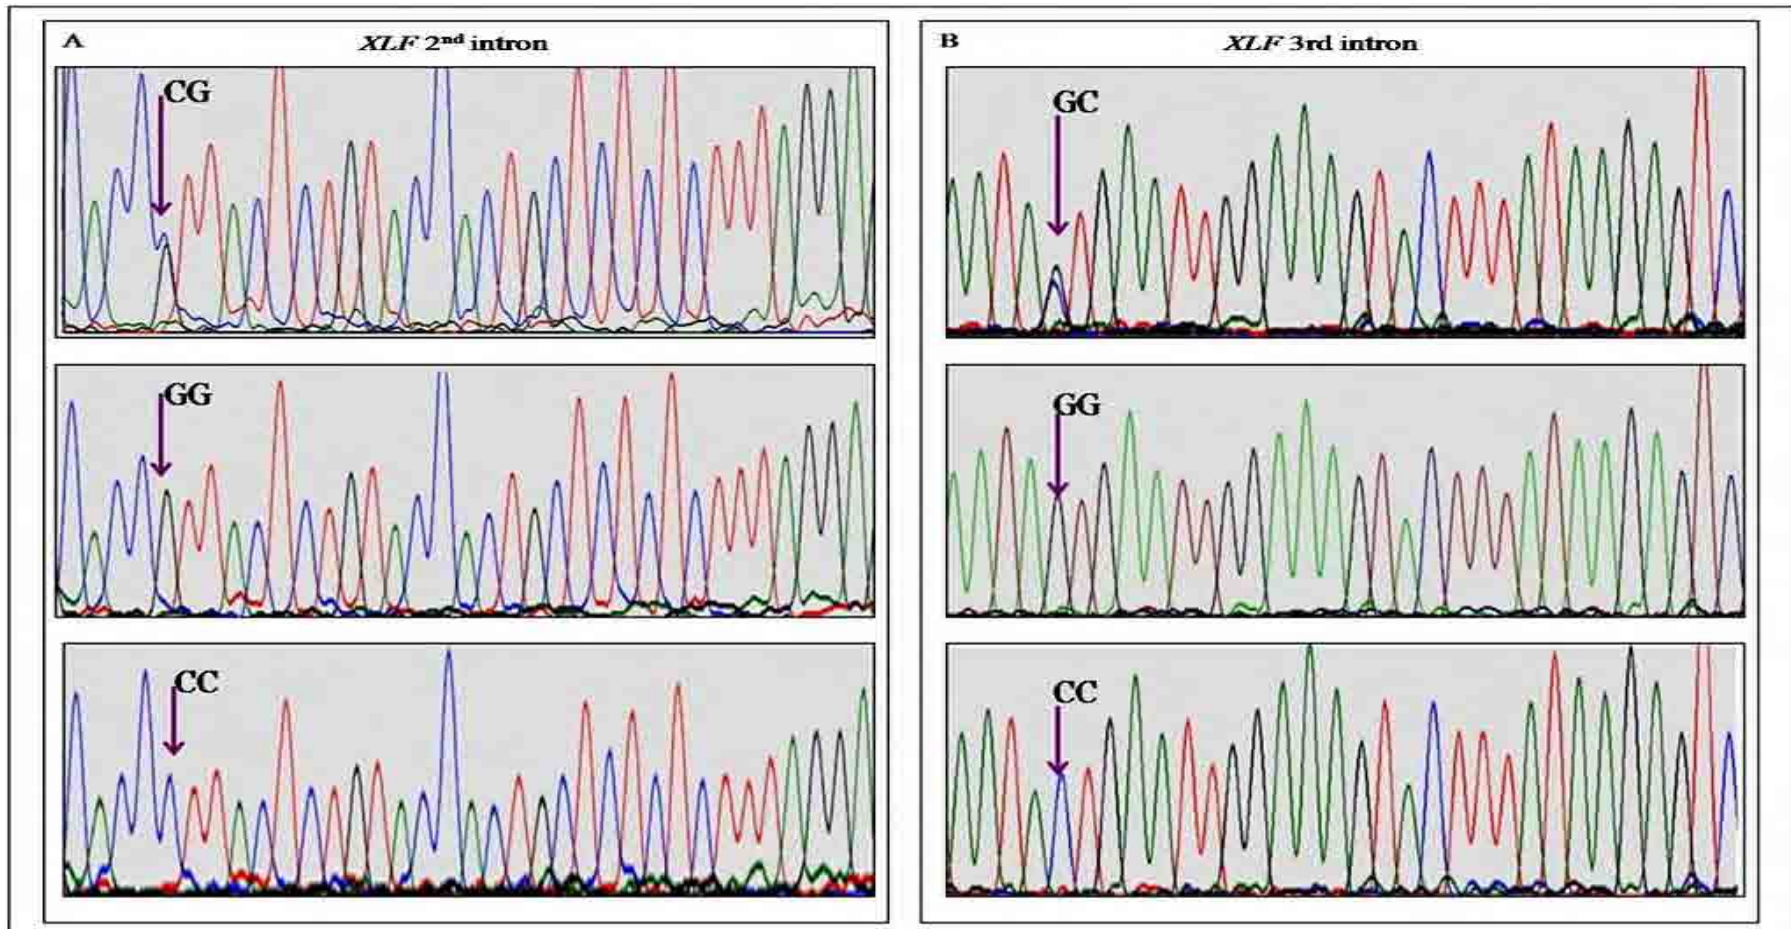 A
XLF 2nd intron
CG
GG
CC
B
XLF 3rd intron
GC
GG
CC